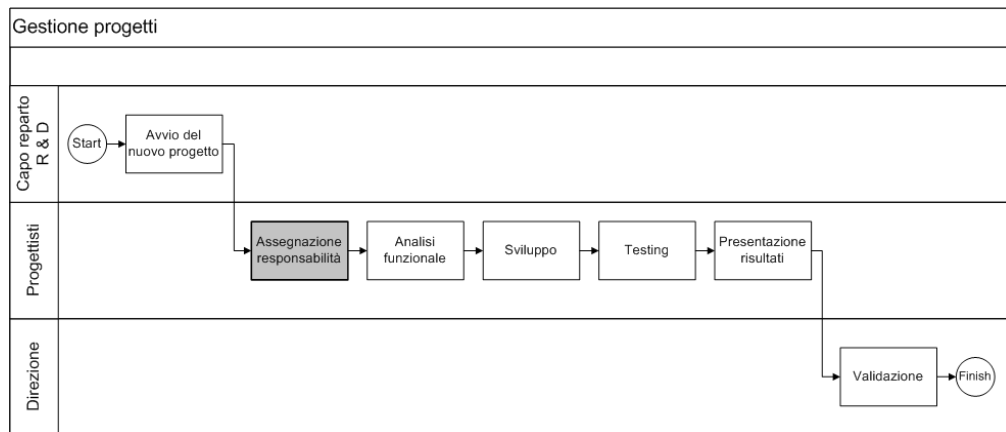 Gestione progetti
Capo reparto
R & D
Start
Avvio del
nuovo progetto
Progettisti
Assegnazione
responsabilità
Analisi
funzionale
Sviluppo
Testing
Presentazione
risultati
Direzione
Validazione
Finish